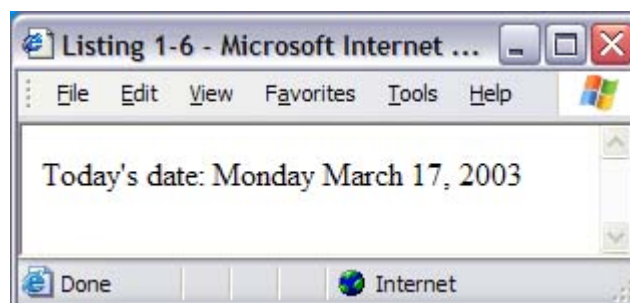 Listing 1-6 - Microsoft Internet ...
File Edit View Favorites Tools Help
Today's date: Monday March 17, 2003
Done Internet